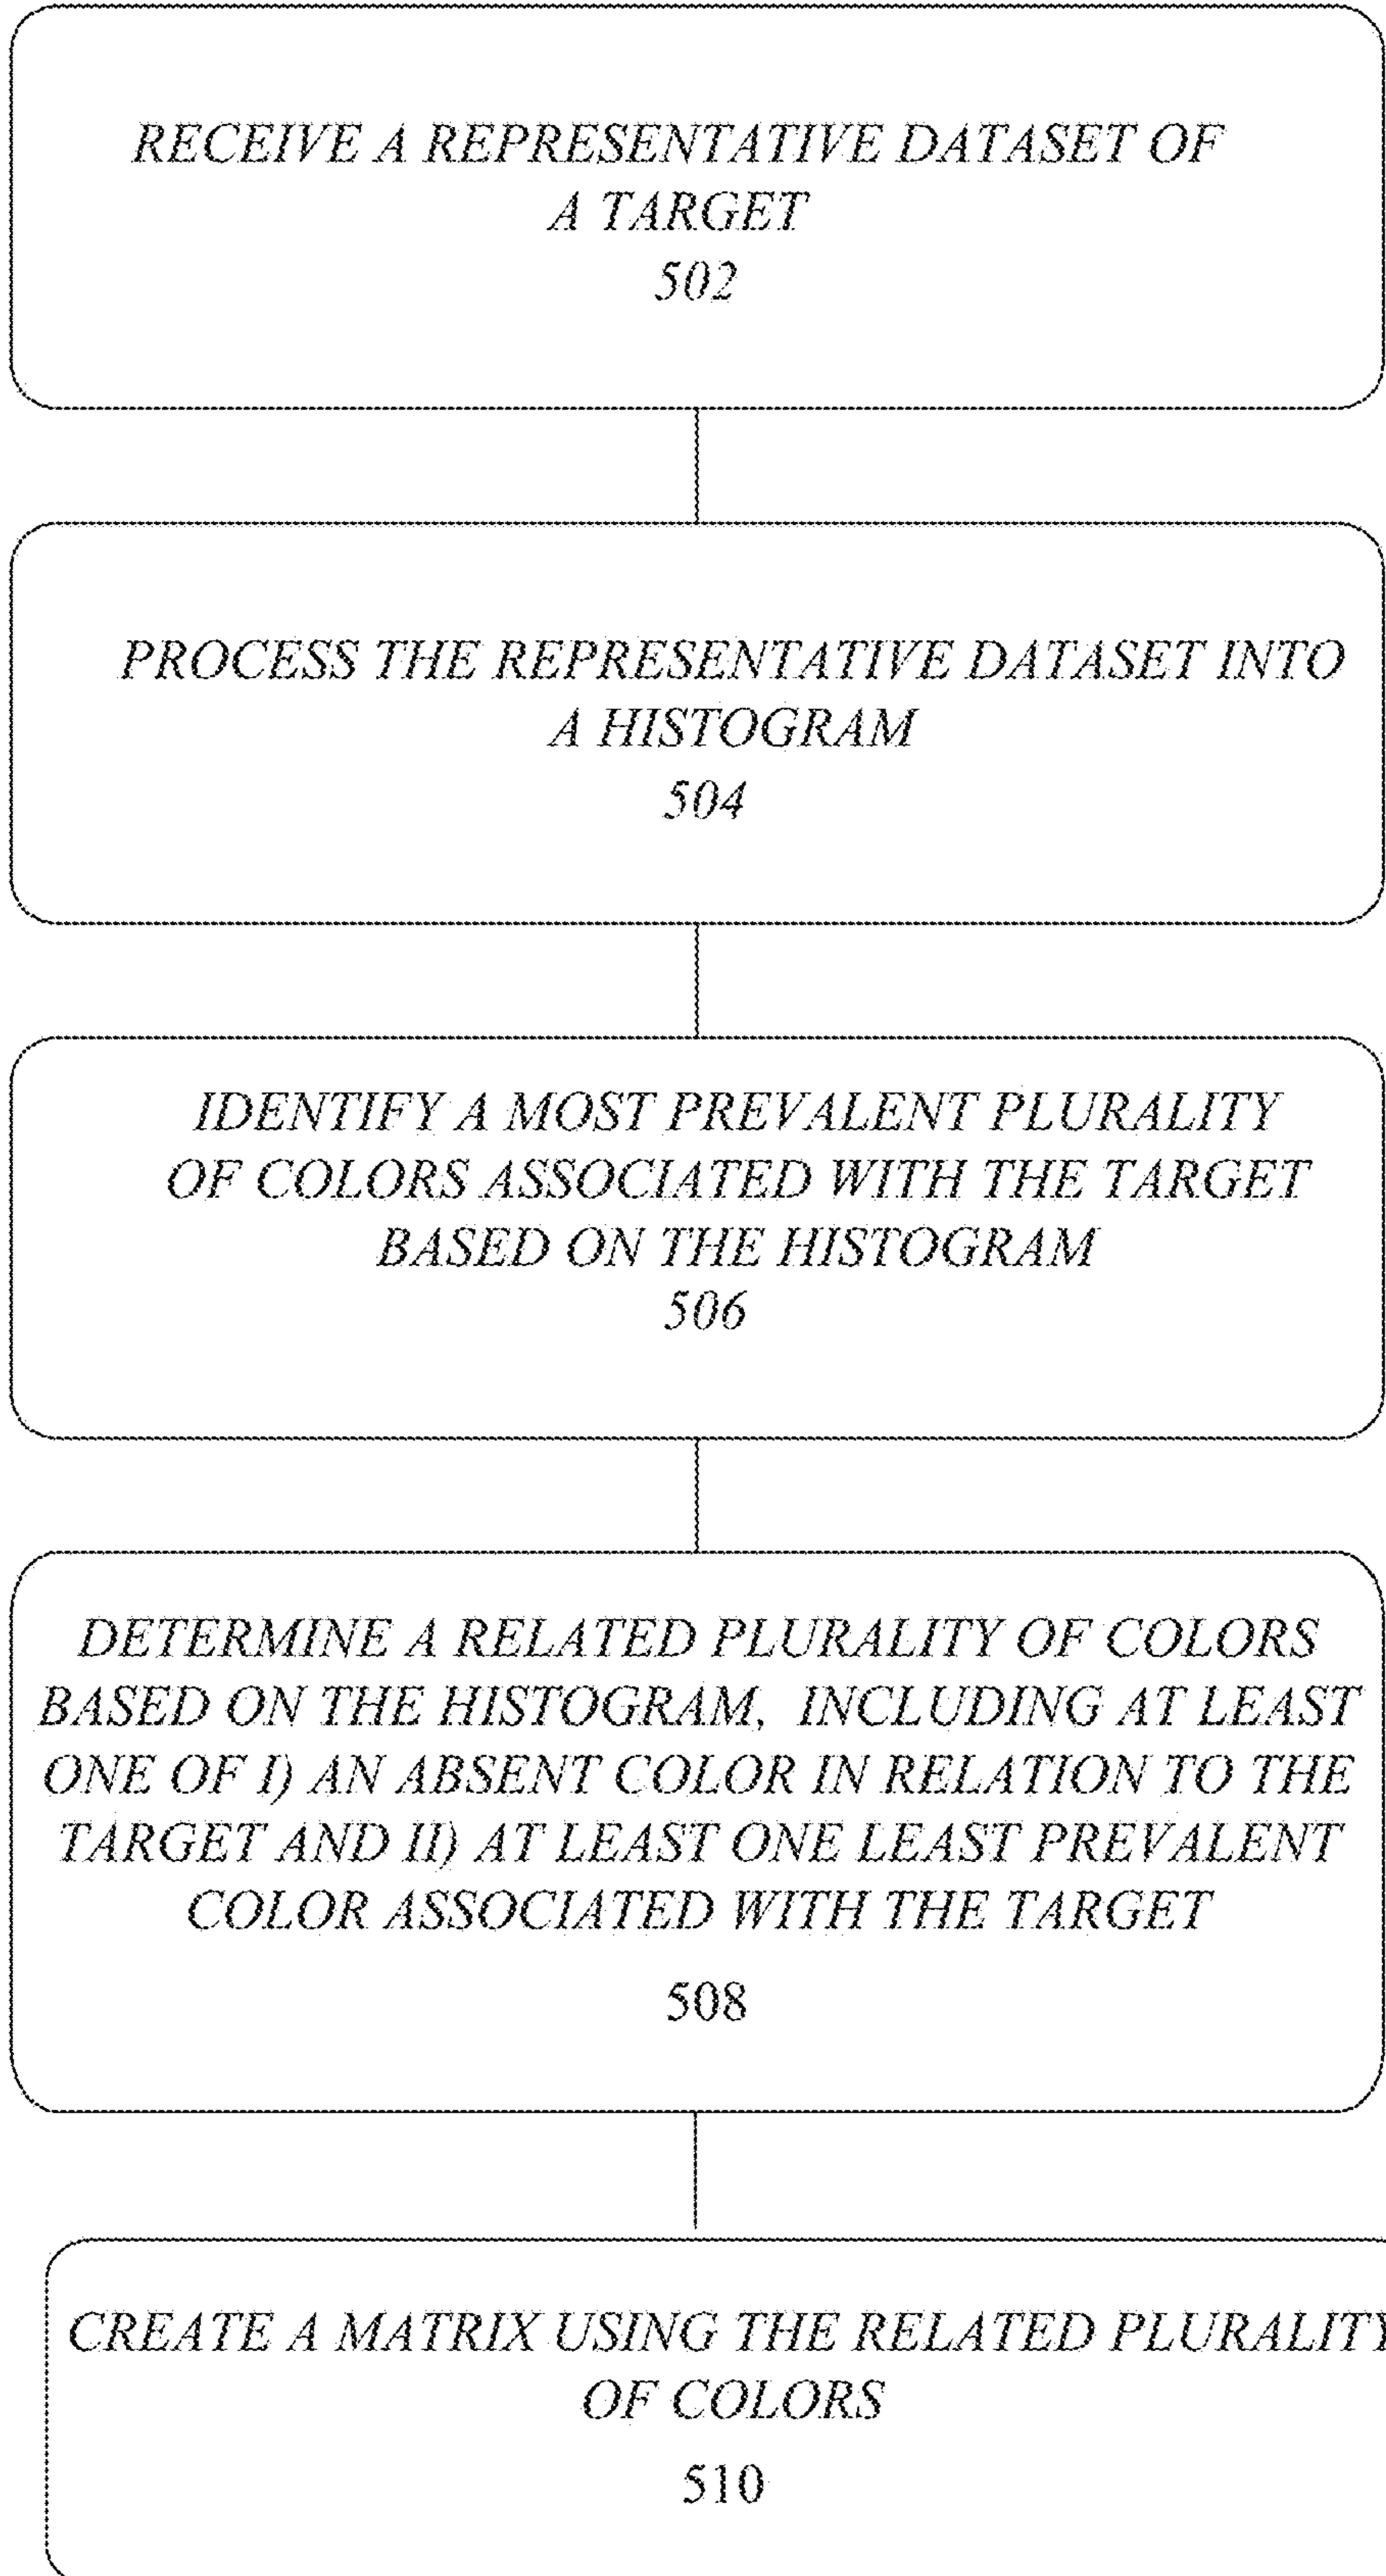 RECEIVE A REPRESENTATIVE DATASET OF
A TARGET
502
PROCESS THE REPRESENTATIVE DATASET INTO
A HISTOGRAM
504
IDENTIFY A MOST PREVALENT PLURALITY
OF COLORS ASSOCIATED WITH THE TARGET
BASED ON THE HISTOGRAM
506
DETERMINE A RELATED PLURALITY OF COLORS
BASED ON THE HISTOGRAM, INCLUDING AT LEAST
ONE OF I) AN ABSENT COLOR IN RELATION TO THE
TARGET AND II) AT LEAST ONE LEAST PREVALENT
COLOR ASSOCIATED WITH THE TARGET
508
CREATE A MATRIX USING THE RELATED PLURALITY
OF COLORS
510